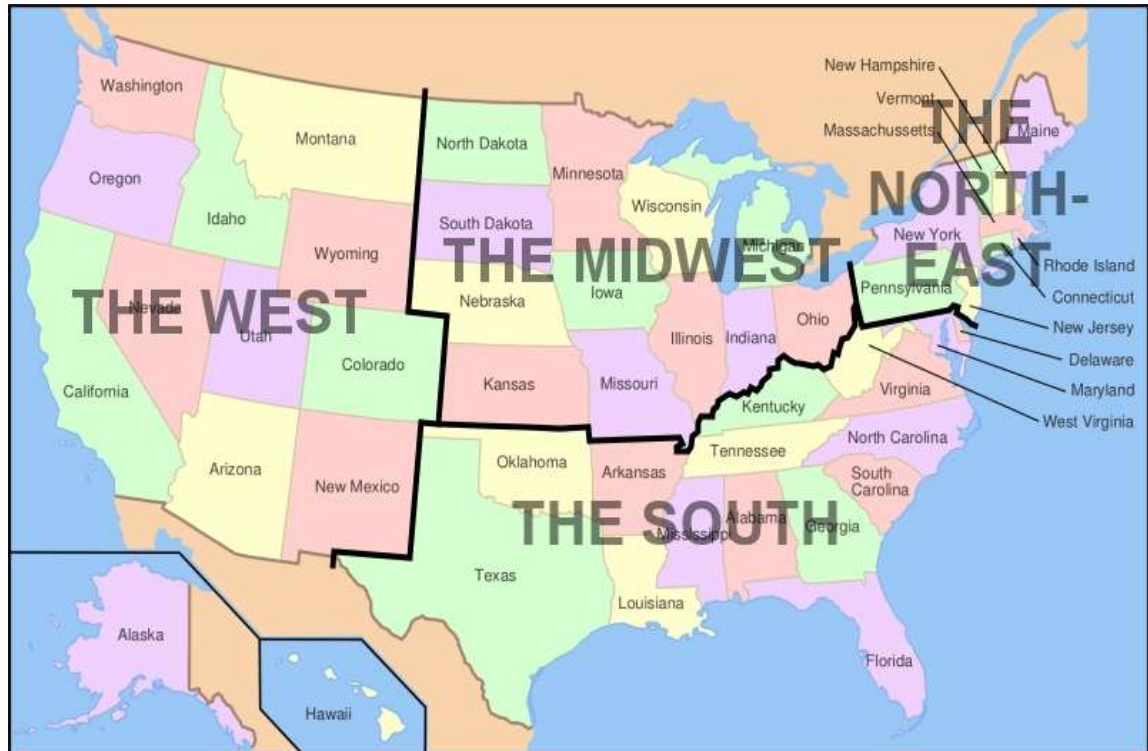 New Hampshire
Vermont
Massachussetts
THE
NORTH-
EAST
Maine
Washington
Montana
North Dakota
Minnesota
Oregon
Idaho
Wisconsin
South Dakota
Michigan
New York
Wyoming
THE MIDWEST
Rhode Island
THE WEST
Nevada
Nebraska
Iowa
Pennsylvania
Connecticut
Utah
Illinois
Indiana
Ohio
New Jersey
Colorado
Delaware
California
Kansas
Missouri
Virginia
Maryland
Kentucky
West Virginia
Arizona
Oklahoma
Tennessee
North Carolina
New Mexico
Arkansas
South
Carolina
THE SOUTH
Mississippi
Alabama
Georgia
Texas
Louisiana
Alaska
Florida
Hawaii